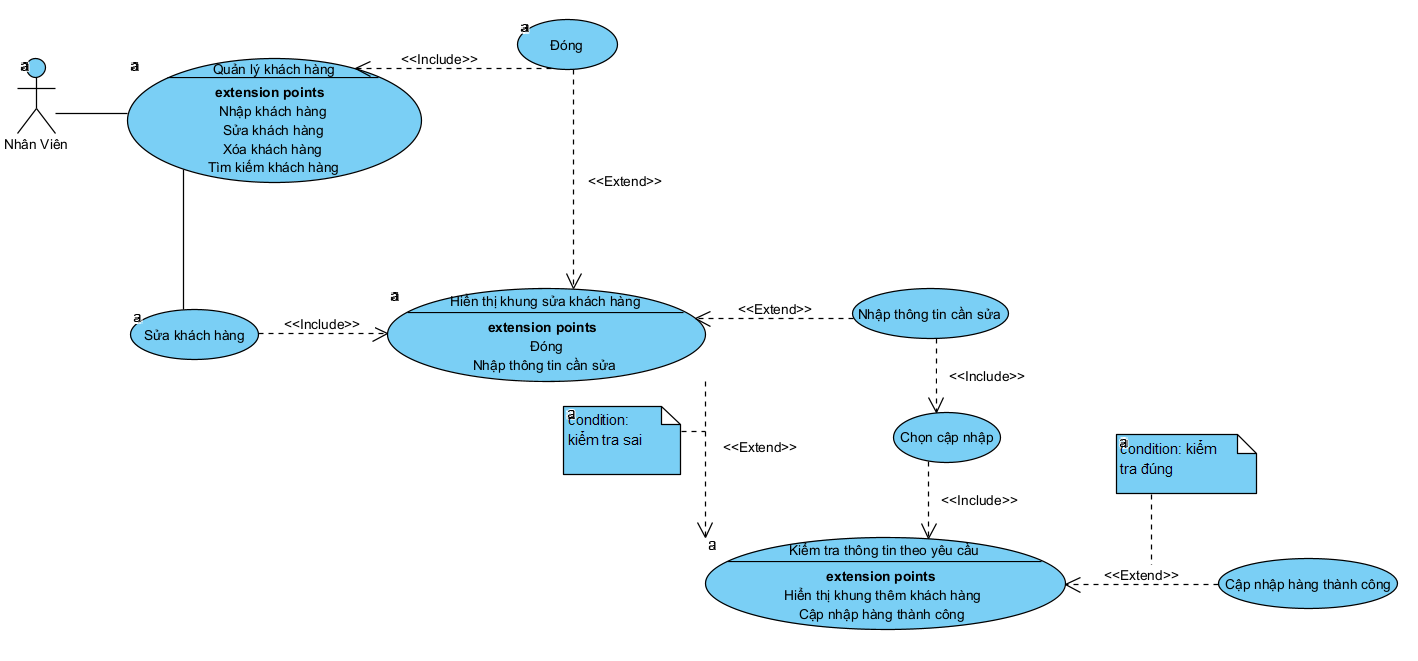 a
Đóng
<<Include>>
a
a
Quản lý khách hàng
extension points
Nhập khách hàng
Sửa khách hàng
Xóa khách hàng
Tìm kiếm khách hàng
Nhân Viên
<<Extend>>
a
Hiển thị khung sửa khách hàng
extension points
Đóng
Nhập thông tin cần sửa
a
Sửa khách hàng
<<Include>>
<<Extend>>
Nhập thông tin cần sửa
<<Include>>
a
condition:
kiểm tra sai
<<Extend>>
Chọn cập nhập
a
condition: kiểm
tra đúng
<<Include>>
a
Kiểm tra thông tin theo yêu cầu
extension points
Hiển thị khung thêm khách hàng
Cập nhập hàng thành công
<<Extend>>
Cập nhập hàng thành công